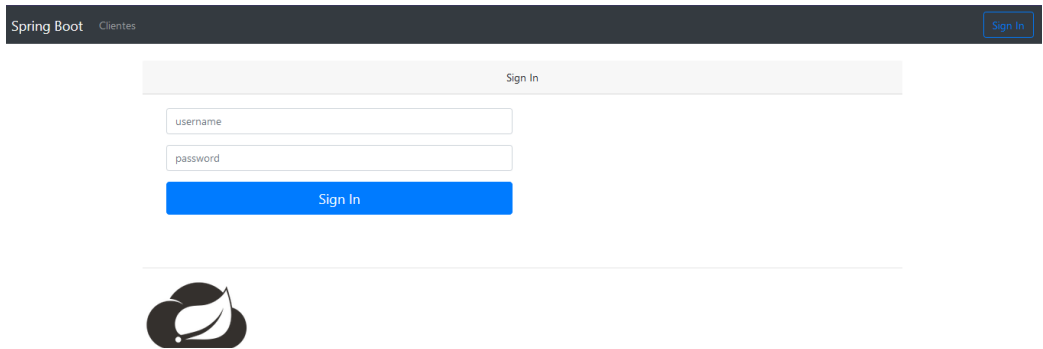 Spring Boot Clientes Sign In
Sign In
username
password
Sign In